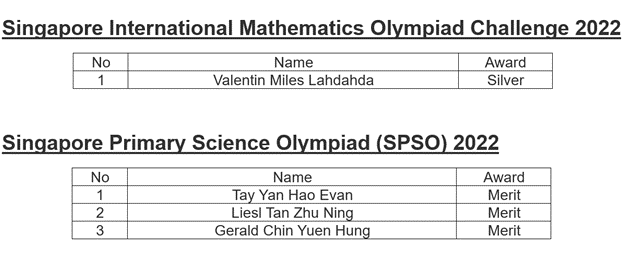 Singapore International Mathematics Olympiad Challenge 2022
No Name Award
1 Valentin Miles Lahdahda Silver
Singapore Primary Science Olympiad (SPSO) 2022
No Name Award
1 Tay Yan Hao Evan Merit
2 Liesl Tan Zhu Ning Merit
3 Gerald Chin Yuen Hung Merit